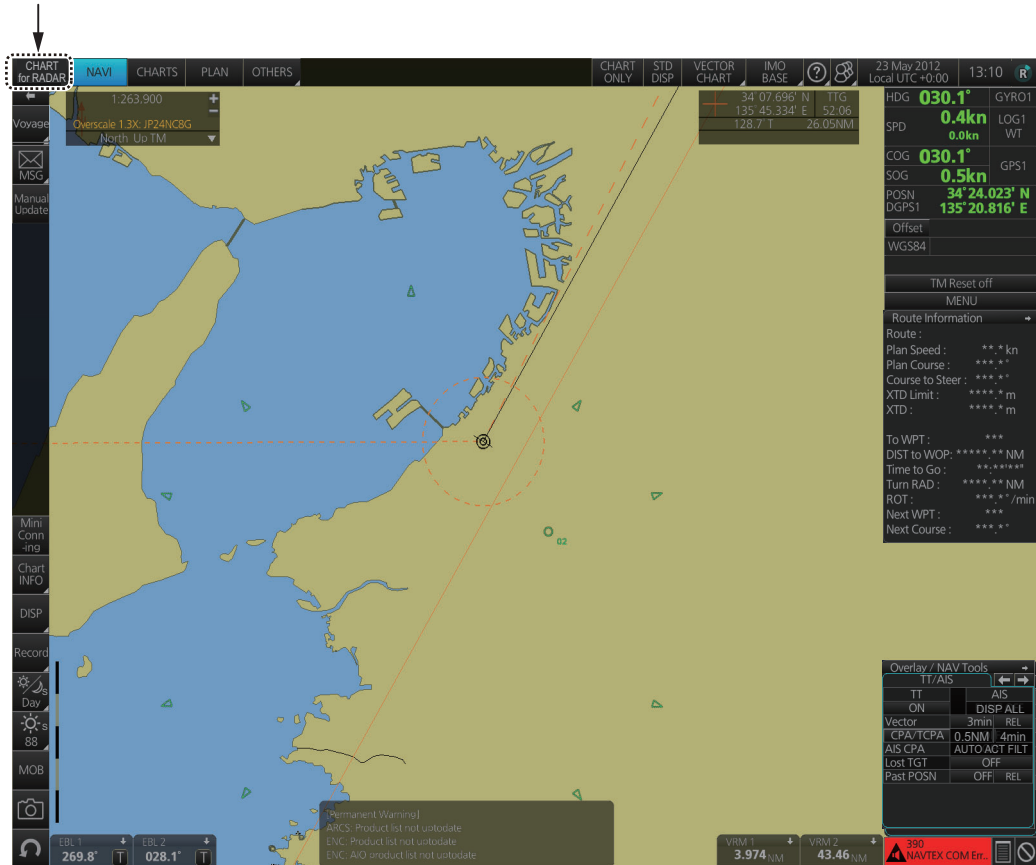 CHART for RADAR
NAVI
CHARTS
PLAN
OTHERS
CHART ONLY
STD DISP
VECTOR CHART
IMO BASE
?
23 May 2012
Local UTC +0:00
13:10
R
Voyage
MSG
Manual Update
1:263,900
+
−
Overscale 1.3X: JP24NC8G
North Up TM
34°07.696' N
135°45.334' E
TTG
52:06
128.7°T
26.05NM
HDG 030.1° GYRO1
SPD 0.4kn LOG1
0.0kn WT
COG 030.1° GPS1
SOG 0.5kn
POSN 34°24.023' N
DGPS1 135°20.816' E
Offset
WGS84
TM Reset off
MENU
Route Information
Route :
Plan Speed : **.* kn
Plan Course : ***.*°
Course to Steer : ***.*°
XTD Limit : ****.* m
XTD : ****.* m
To WPT : ***
DIST to WOP: *****.** NM
Time to Go : **:**'**"
Turn RAD : ****.** NM
ROT : ***.*°/min
Next WPT : ***
Next Course : ***.*°
02
Mini Conn -ing
Chart INFO
DISP
Record
S
Day
S
88
MOB
Overlay / NAV Tools
TT/AIS
TT AIS
ON DISP ALL
Vector 3min REL
CPA/TCPA 0.5NM 4min
AIS CPA AUTO ACT FILT
Lost TGT OFF
Past POSN OFF REL
[Permanent Warning]
ARCS: Product list not uptodate
ENC: Product list not uptodate
ENC: AIO product list not uptodate
EBL 1
269.8° T
EBL 2
028.1° T
VRM 1
3.974 NM
VRM 2
43.46 NM
390
NAVTEX COM Err..